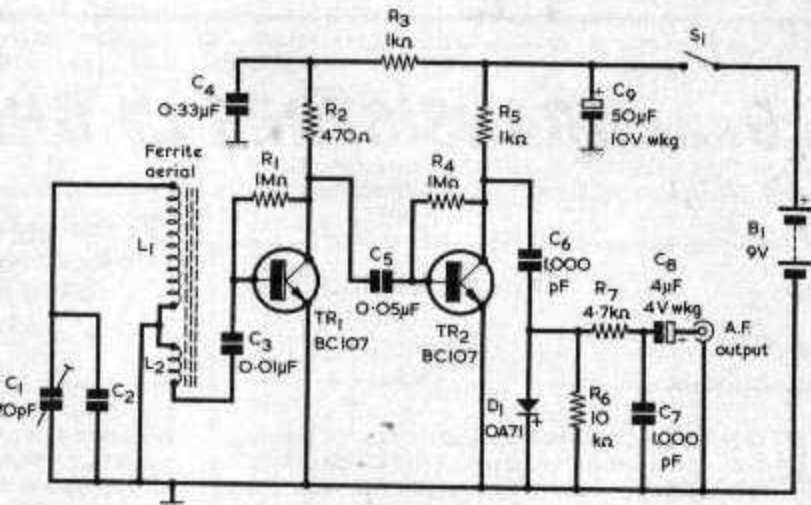 R3
1kΩ
S1
C4
0·33µF
R2
470Ω
R5
1kΩ
+
C9
50µF
10V wkg
Ferrite
aerial
R1
1MΩ
R4
1MΩ
+
B1
9V
L1
C5
0·05µF
C6
1,000
pF
R7
4·7kΩ
C8
4µF
4V wkg
A.F.
output
TR1
BC107
TR2
BC107
L2
C3
0·01µF
C1
70pF
C2
D1
OA71
+
R6
10
kΩ
C7
1,000
pF